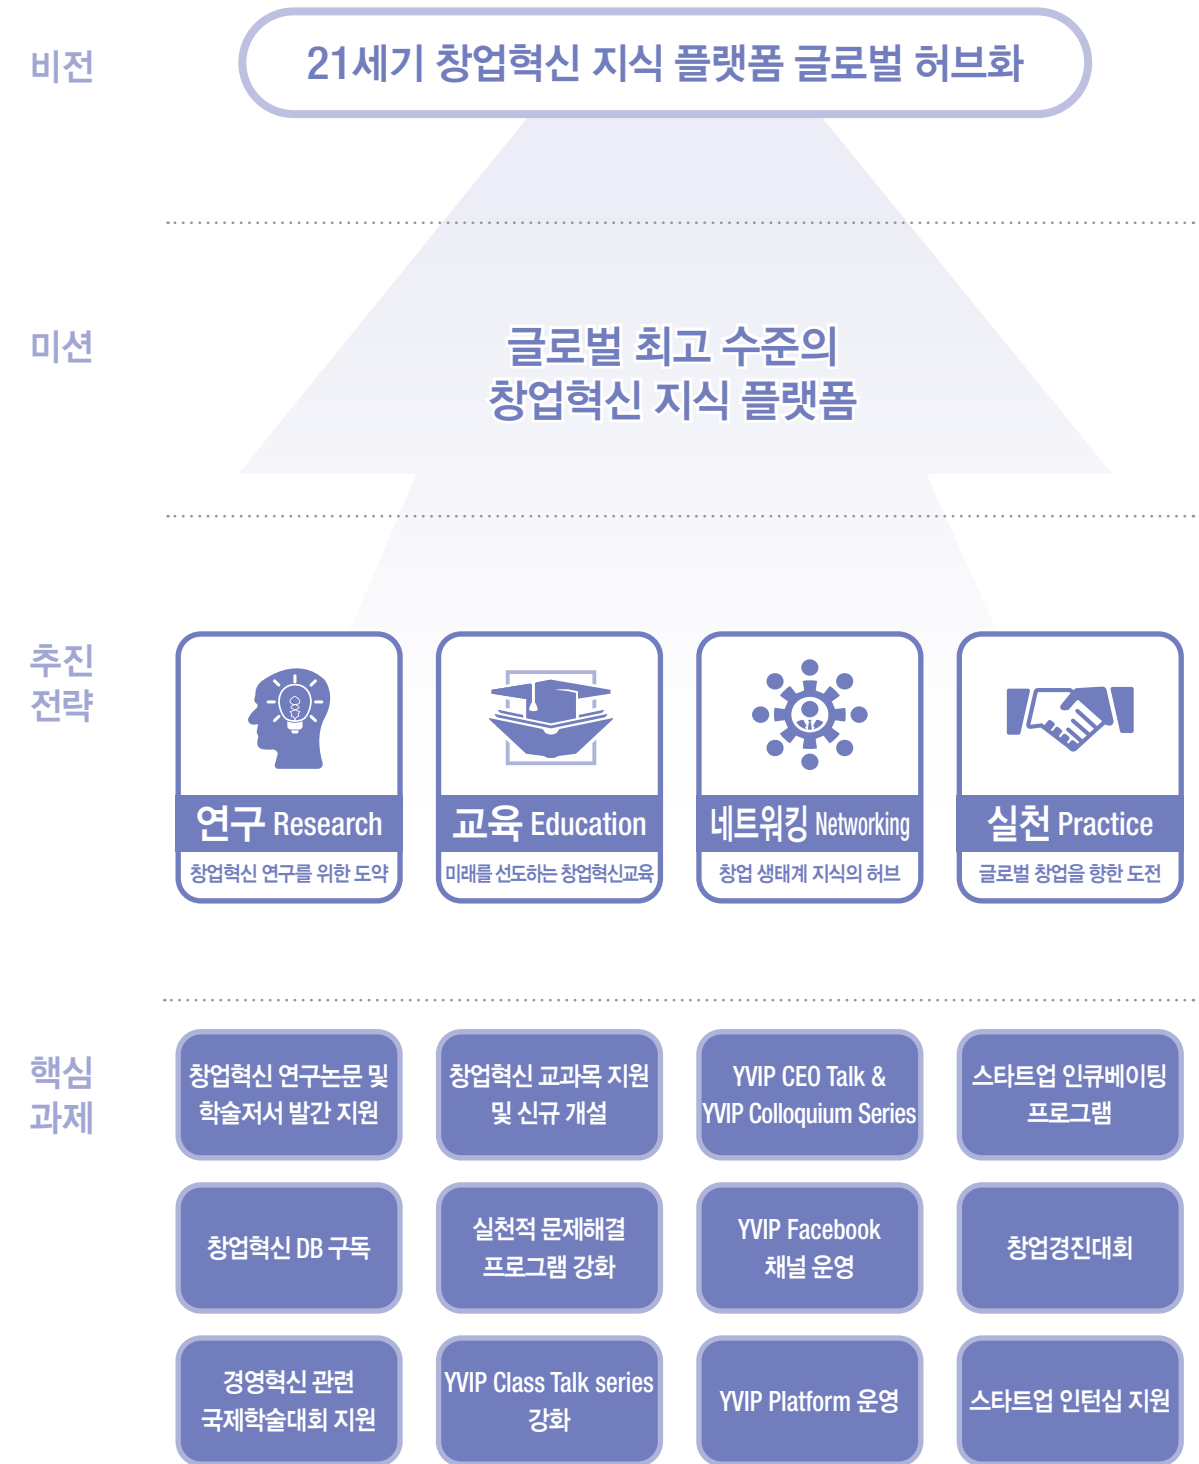 비전
21세기 창업혁신 지식 플랫폼 글로벌 허브화
미션
글로벌 최고 수준의
창업혁신 지식 플랫폼
추진
전략
연구 Research
창업혁신 연구를 위한 도약
교육 Education
미래를 선도하는 창업혁신교육
네트워킹 Networking
창업 생태계 지식의 허브
실천 Practice
글로벌 창업을 향한 도전
핵심
과제
창업혁신 연구논문 및
학술저서 발간 지원
창업혁신 교과목 지원
및 신규 개설
YVIP CEO Talk &
YVIP Colloquium Series
스타트업 인큐베이팅
프로그램
창업혁신 DB 구독
실천적 문제해결
프로그램 강화
YVIP Facebook
채널 운영
창업경진대회
경영혁신 관련
국제학술대회 지원
YVIP Class Talk series
강화
YVIP Platform 운영
스타트업 인턴십 지원